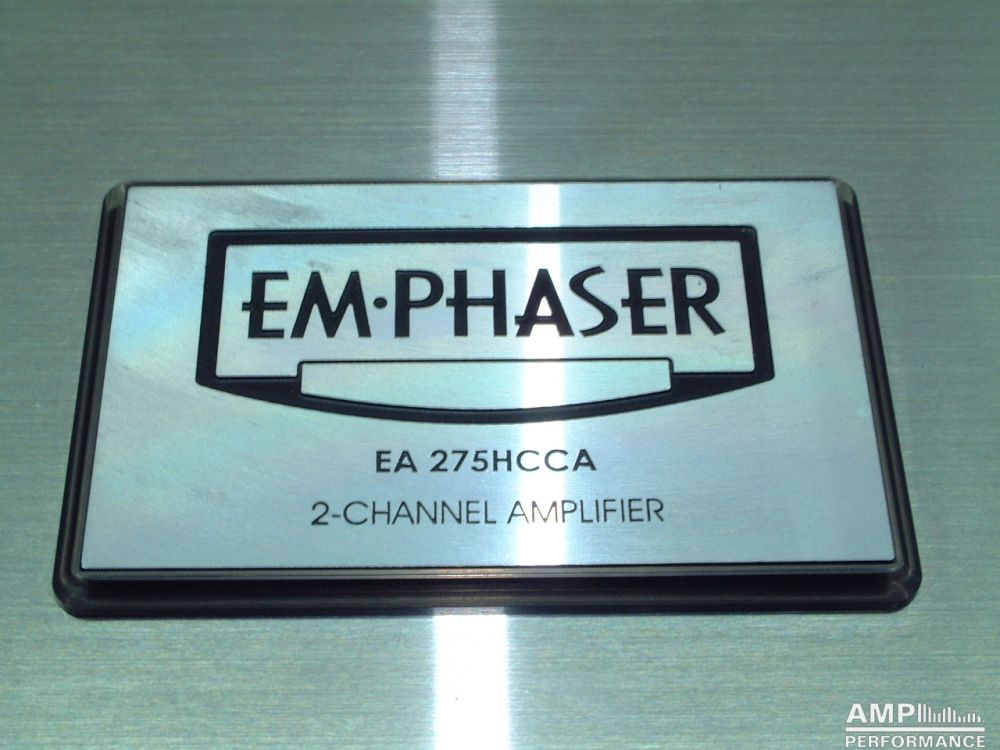 EM·PHASER
EA 275HCCA
2-CHANNEL AMPLIFIER
AMP
PERFORMANCE